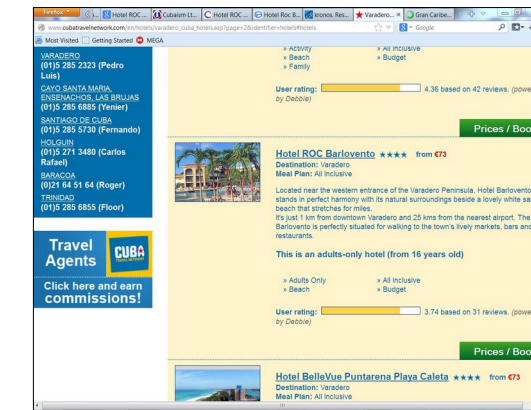 Firefox
Hotel ROC ...
Cubaism Lt...
Hotel ROC ...
Hotel Roc B...
kronos. Res...
Varadero...
Gran Caribe...
www.cubatravelnetwork.com/en/hotels/varadero_cuba_hotels.asp?page=2&identifier=hotels#hotels
Google
Most Visited
Getting Started
MEGA
VARADERO
(01)5 285 2323 (Pedro
Luis)
CAYO SANTA MARIA,
ENSENACHOS, LAS BRUJAS
(01)5 285 6885 (Yenier)
SANTIAGO DE CUBA
(01)5 285 5730 (Fernando)
HOLGUIN
(01)5 271 3480 (Carlos
Rafael)
BARACOA
(0)21 64 51 64 (Roger)
TRINIDAD
(01)5 285 6855 (Floor)
Travel
Agents
CUBA
Click here and earn
commissions!
» Activity » All Inclusive
» Beach » Budget
» Family
User rating: 4.36 based on 42 reviews. (powe
by Debbie)
Prices / Boo
Hotel ROC Barlovento ★★★★ from €73
Destination: Varadero
Meal Plan: All Inclusive
Located near the western entrance of the Varadero Peninsula, Hotel Barlovento
stands in perfect harmony with its natural surroundings beside a lovely white sa
beach that stretches for miles.
It's just 1 km from downtown Varadero and 25 kms from the nearest airport. The
Barlovento is perfectly situated for walking to the town's lively markets, bars and
restaurants.
This is an adults-only hotel (from 16 years old)
» Adults Only » All Inclusive
» Beach » Budget
User rating: 3.74 based on 31 reviews. (powe
by Debbie)
Prices / Boo
Hotel BelleVue Puntarena Playa Caleta ★★★★ from €73
Destination: Varadero
Meal Plan: All Inclusive